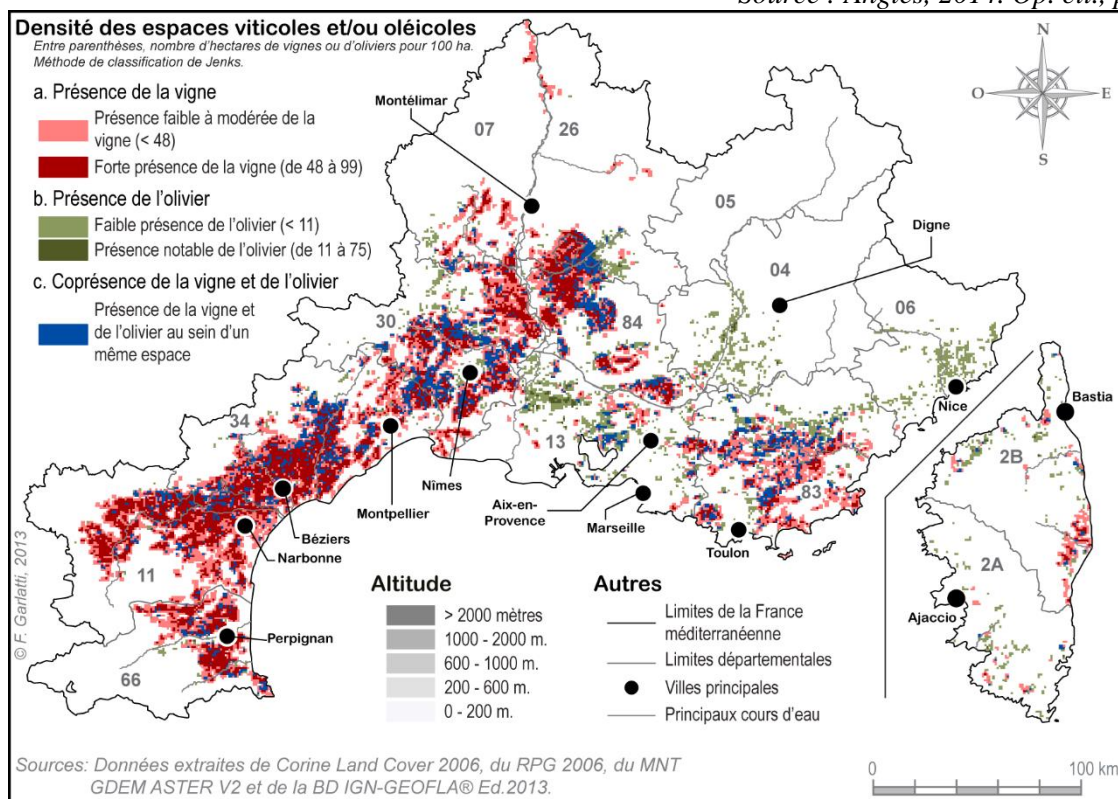 Source : Angles, 2014. Op. cit., p
Densité des espaces viticoles et/ou oléicoles
Entre parenthèses, nombre d'hectares de vignes ou d'oliviers pour 100 ha.
Méthode de classification de Jenks.
a. Présence de la vigne
Présence faible à modérée de la
vigne (< 48)
Forte présence de la vigne (de 48 à 99)
b. Présence de l'olivier
Faible présence de l'olivier (< 11)
Présence notable de l'olivier (de 11 à 75)
c. Coprésence de la vigne et de l'olivier
Présence de la vigne et
de l'olivier au sein d'un
même espace
N
O
E
S
Montélimar
07
26
05
Digne
04
06
30
84
34
13
83
Nice
Bastia
2B
2A
Ajaccio
Nîmes
Montpellier
Aix-en-
Provence
Marseille
Toulon
Béziers
Narbonne
11
Perpignan
66
© F. Garlatti, 2013
Altitude
> 2000 mètres
1000 - 2000 m.
600 - 1000 m.
200 - 600 m.
0 - 200 m.
Autres
Limites de la France
méditerranéenne
Limites départementales
Villes principales
Principaux cours d'eau
Sources: Données extraites de Corine Land Cover 2006, du RPG 2006, du MNT
GDEM ASTER V2 et de la BD IGN-GEOFLA® Ed.2013.
0
100 km